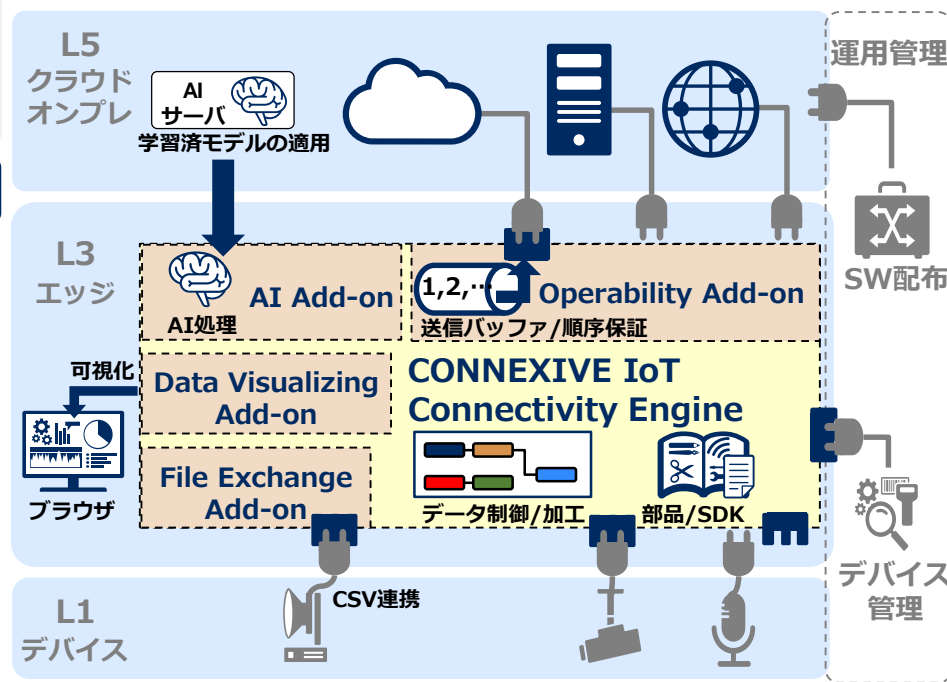 L5
クラウド
オンプレ
AI
サーバ
学習済モデルの適用
運用管理
SW配布
L3
エッジ
AI Add-on
AI処理
1,2,…
Operability Add-on
送信バッファ/順序保証
可視化
ブラウザ
Data Visualizing
Add-on
CONNEXIVE IoT
Connectivity Engine
File Exchange
Add-on
データ制御/加工
部品/SDK
デバイス
管理
CSV連携
L1
デバイス